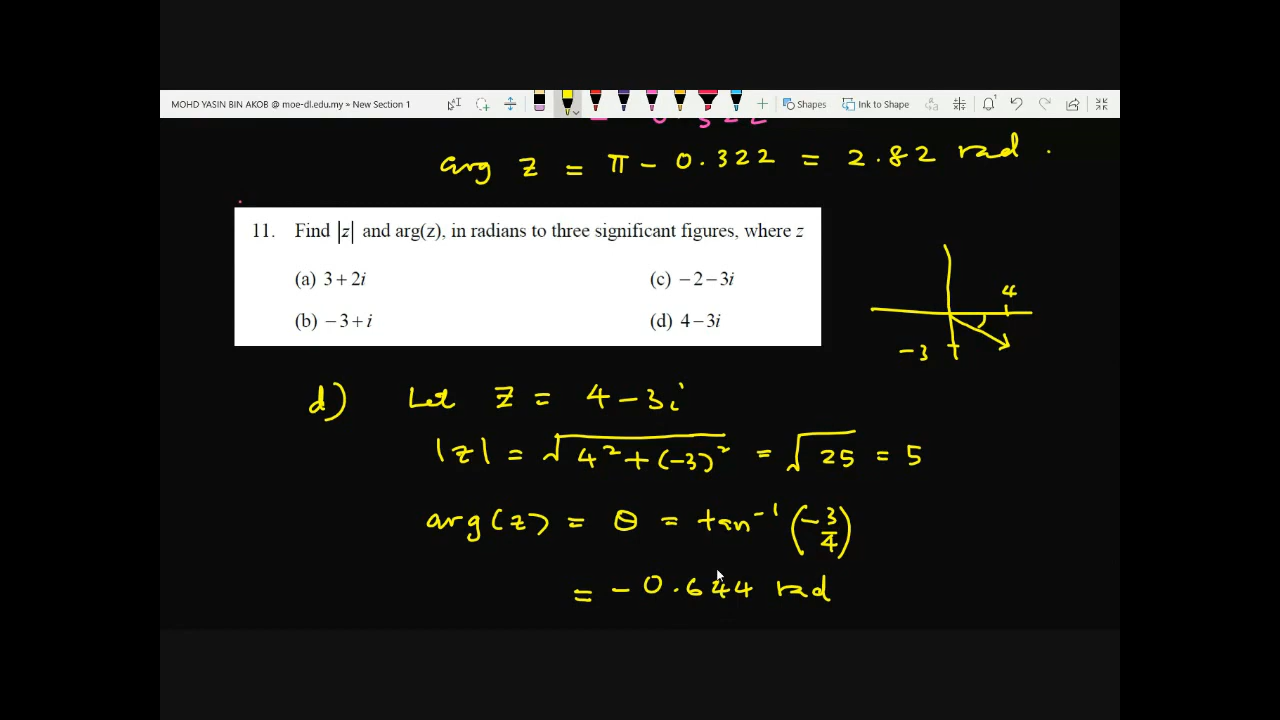 MOHD YASIN BIN AKOB @ moe-dl.edu.my » New Section 1
Shapes
Ink to Shape
arg z = π - 0.322 = 2.82 rad .
11. Find |z| and arg(z), in radians to three significant figures, where z
(a) 3 + 2i
(c) -2 - 3i
(b) -3 + i
(d) 4 - 3i
4
-3
d) Let z = 4 - 3i
|z| = √(4² + (-3)²) = √25 = 5
arg(z) = θ = tan⁻¹ (-3/4)
= - 0.644 rad